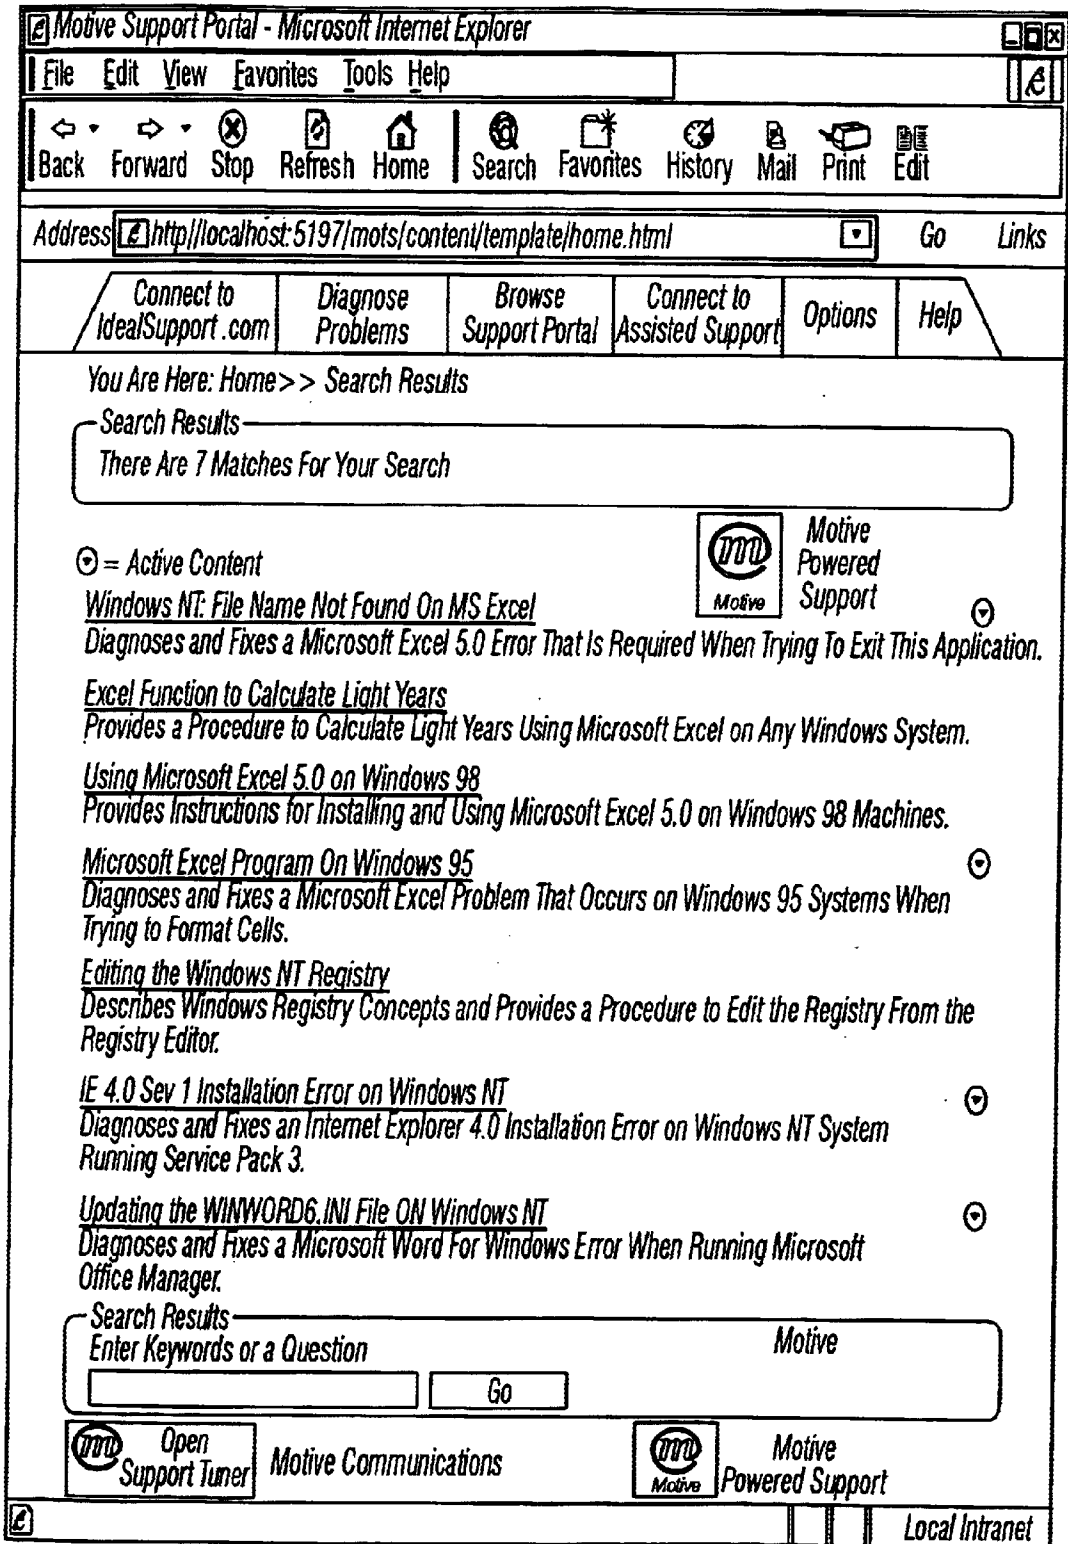 Motive Support Portal - Microsoft Internet Explorer
File Edit View Favorites Tools Help
Back Forward Stop Refresh Home Search Favorites History Mail Print Edit
Address http//localhost:5197/mots/content/template/home.html Go Links
Connect to IdealSupport.com
Diagnose Problems
Browse Support Portal
Connect to Assisted Support
Options
Help
You Are Here: Home>> Search Results
Search Results
There Are 7 Matches For Your Search
= Active Content
m
Motive
Motive
Powered
Support
Windows NT: File Name Not Found On MS Excel
Diagnoses and Fixes a Microsoft Excel 5.0 Error That Is Required When Trying To Exit This Application.
Excel Function to Calculate Light Years
Provides a Procedure to Calculate Light Years Using Microsoft Excel on Any Windows System.
Using Microsoft Excel 5.0 on Windows 98
Provides Instructions for Installing and Using Microsoft Excel 5.0 on Windows 98 Machines.
Microsoft Excel Program On Windows 95
Diagnoses and Fixes a Microsoft Excel Problem That Occurs on Windows 95 Systems When
Trying to Format Cells.
Editing the Windows NT Registry
Describes Windows Registry Concepts and Provides a Procedure to Edit the Registry From the
Registry Editor.
IE 4.0 Sev 1 Installation Error on Windows NT
Diagnoses and Fixes an Internet Explorer 4.0 Installation Error on Windows NT System
Running Service Pack 3.
Updating the WINWORD6.INI File ON Windows NT
Diagnoses and Fixes a Microsoft Word For Windows Error When Running Microsoft
Office Manager.
Search Results
Enter Keywords or a Question
Motive
Go
m
Open
Support Tuner
Motive Communications
m
Motive
Motive
Powered Support
Local Intranet